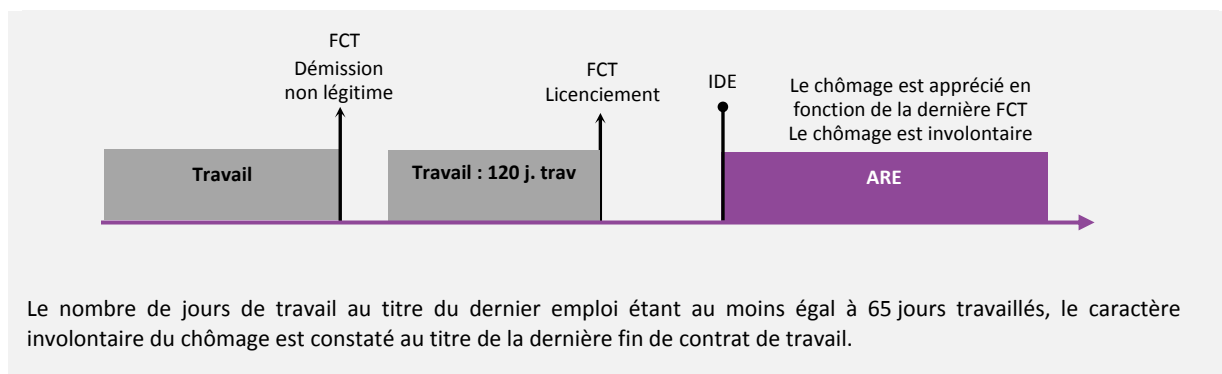 FCT
Démission
non légitime
FCT
Licenciement
IDE
Le chômage est apprécié en
fonction de la dernière FCT
Le chômage est involontaire
Travail
Travail : 120 j. trav
ARE
Le nombre de jours de travail au titre du dernier emploi étant au moins égal à 65 jours travaillés, le caractère
involontaire du chômage est constaté au titre de la dernière fin de contrat de travail.